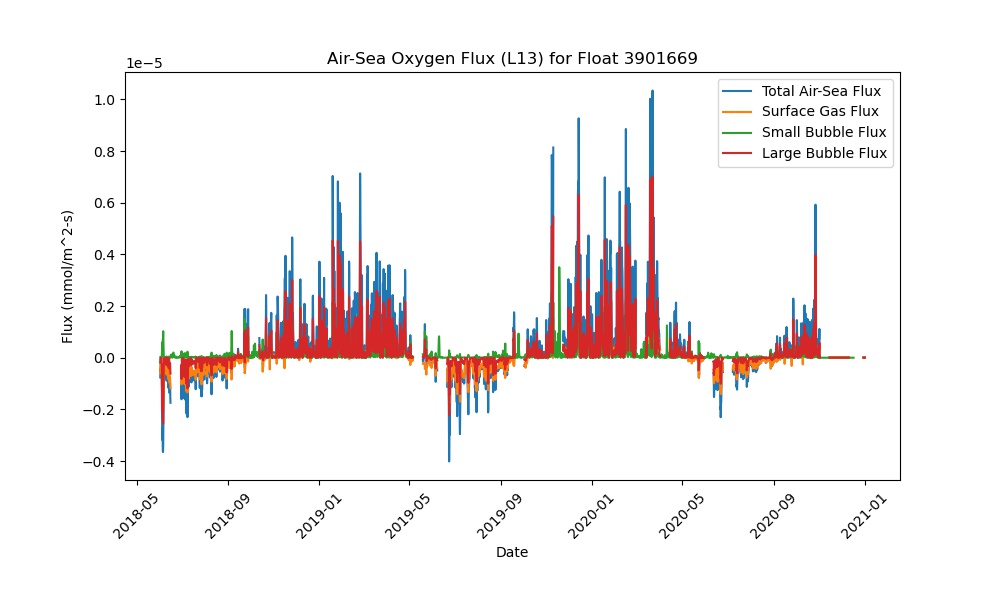 Air-Sea Oxygen Flux (L13) for Float 3901669
1e−5
Total Air-Sea Flux
Surface Gas Flux
Small Bubble Flux
Large Bubble Flux
1.0
0.8
0.6
0.4
0.2
0.0
−0.2
−0.4
Flux (mmol/m^2-s)
2018-05
2018-09
2019-01
2019-05
2019-09
2020-01
2020-05
2020-09
2021-01
Date